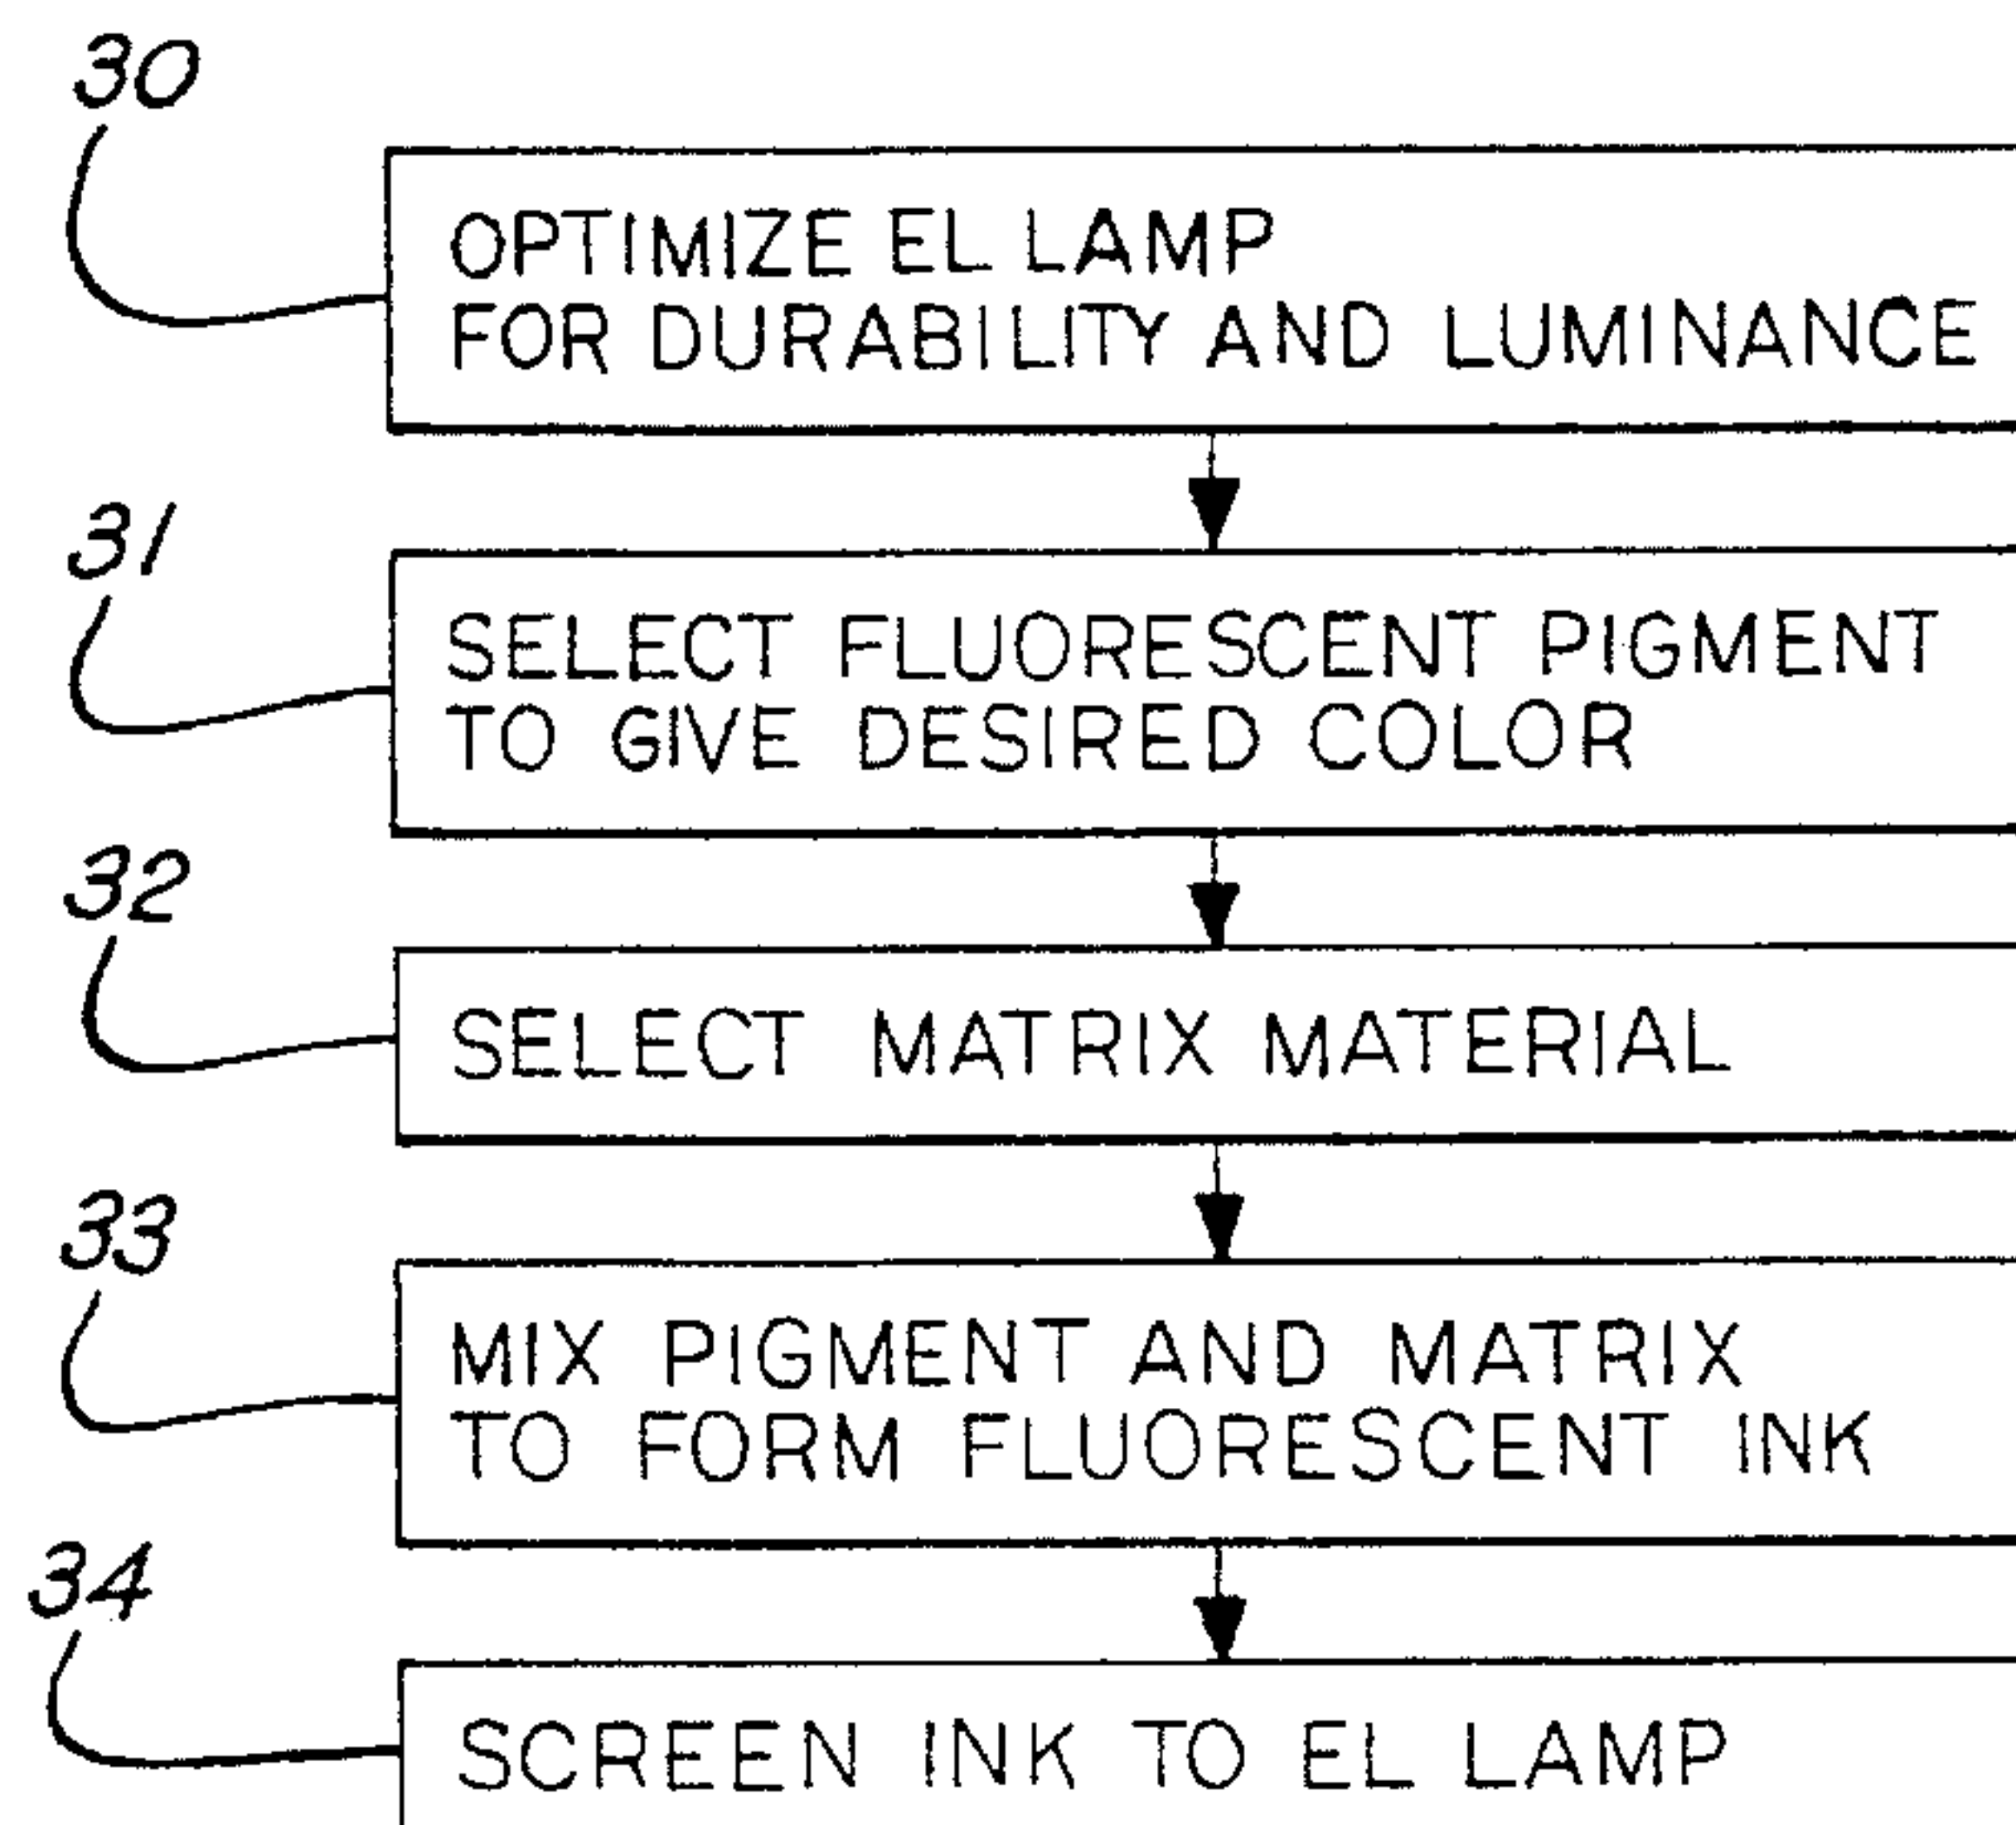 30
OPTIMIZE EL LAMP
FOR DURABILITY AND LUMINANCE
31
SELECT FLUORESCENT PIGMENT
TO GIVE DESIRED COLOR
32
SELECT MATRIX MATERIAL
33
MIX PIGMENT AND MATRIX
TO FORM FLUORESCENT INK
34
SCREEN INK TO EL LAMP